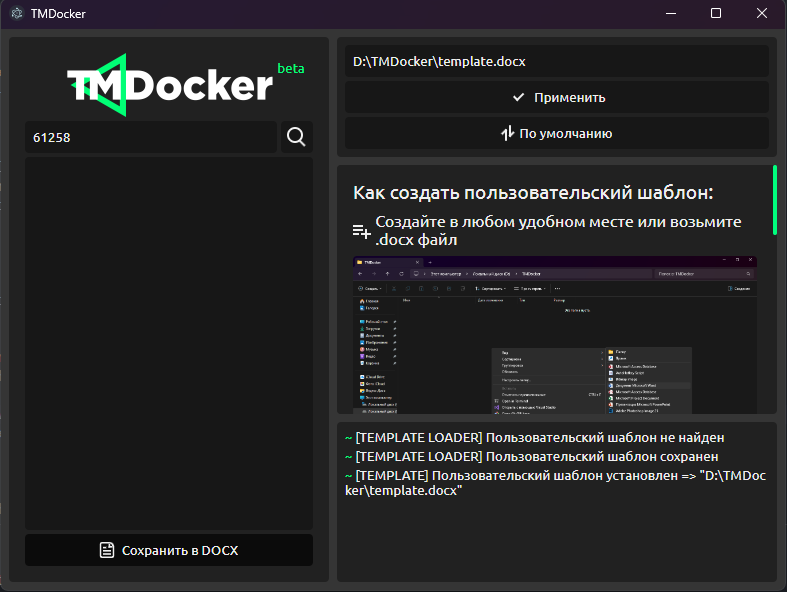 TMDocker
TMDocker
beta
61258
Сохранить в DOCX
D:\TMDocker\template.docx
Применить
По умолчанию
Как создать пользовательский шаблон:
Создайте в любом удобном месте или возьмите
.docx файл
~ [TEMPLATE LOADER] Пользовательский шаблон не найден
~ [TEMPLATE LOADER] Пользовательский шаблон сохранен
~ [TEMPLATE] Пользовательский шаблон установлен => "D:\TMDoc
ker\template.docx"